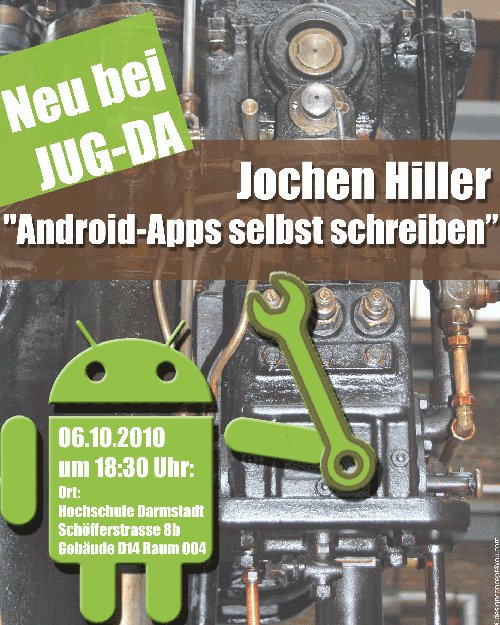 Neu bei
JUG-DA
Jochen Hiller
"Android-Apps selbst schreiben"
06.10.2010
um 18:30 Uhr:
Ort:
Hochschule Darmstadt
Schöfferstrasse 8b
Gebäude D14 Raum 004